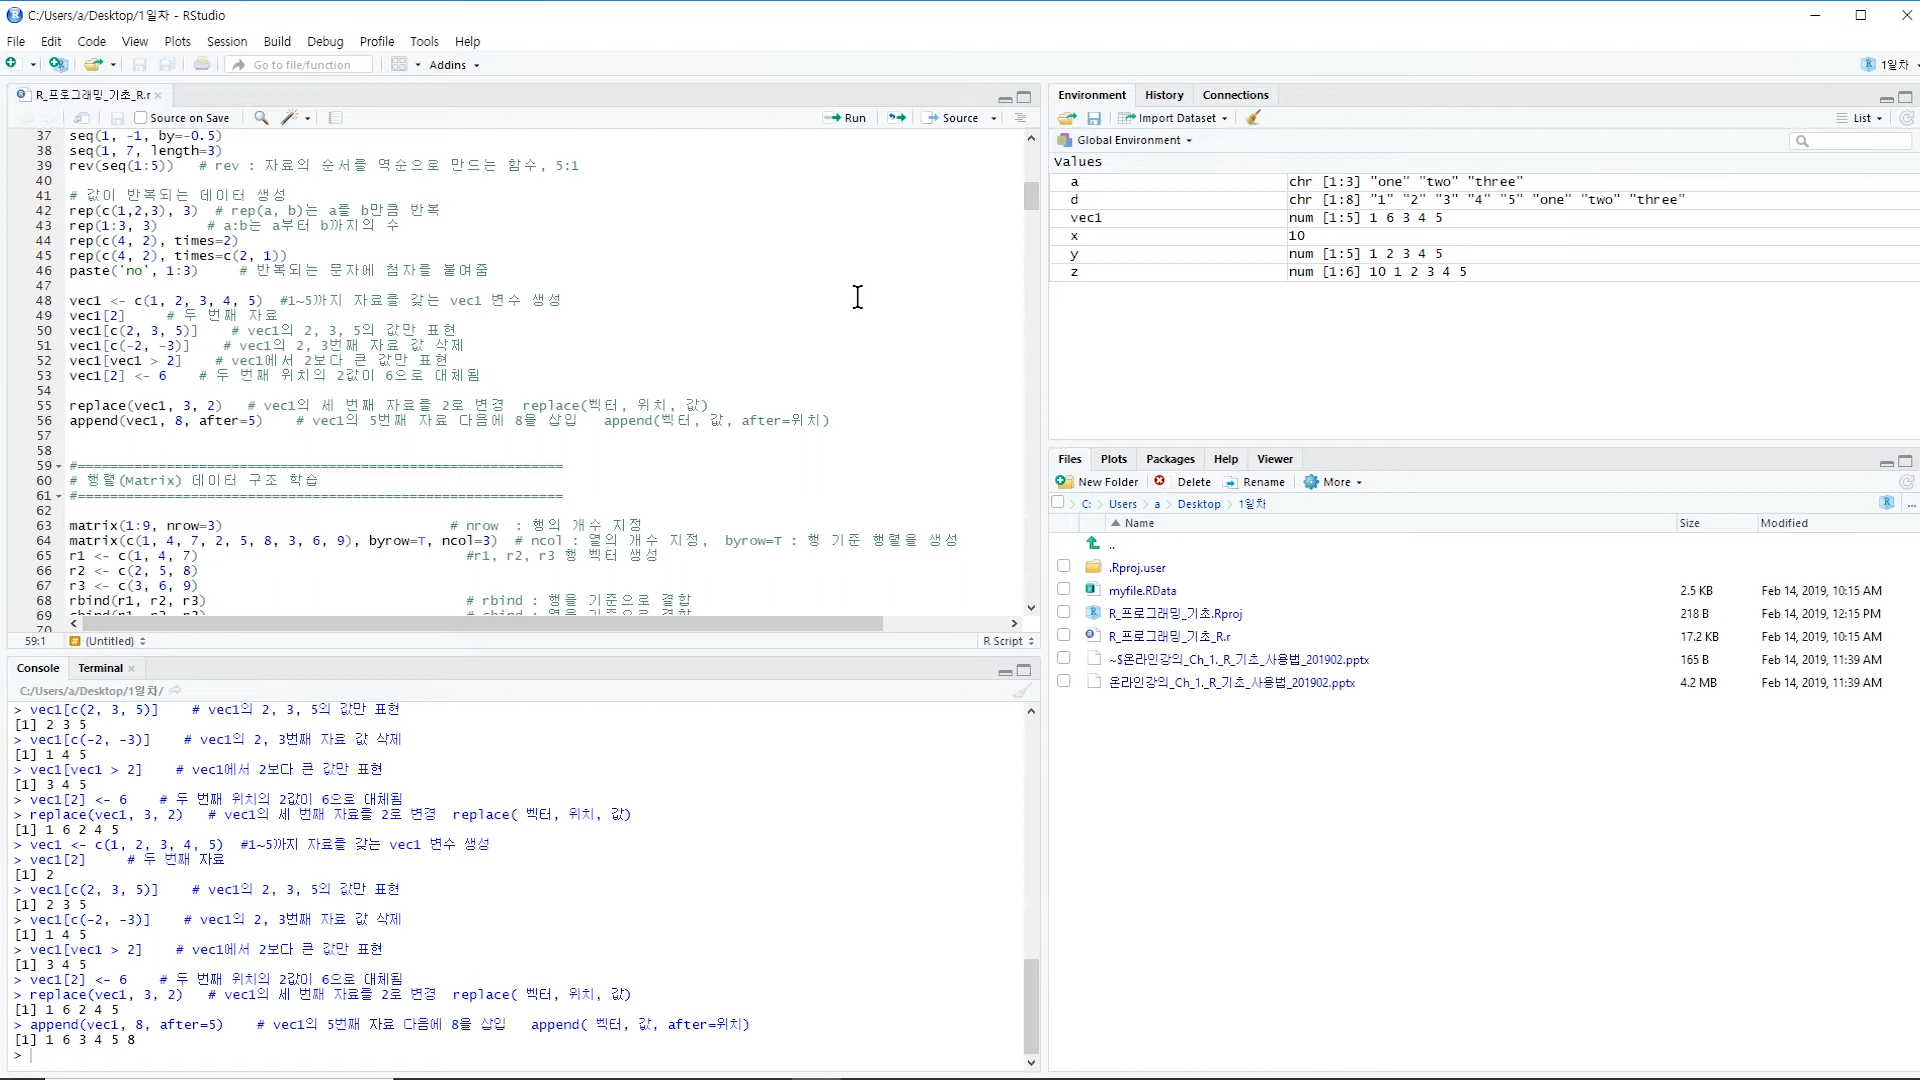 C:/Users/a/Desktop/1일차 - RStudio
File Edit Code View Plots Session Build Debug Profile Tools Help
Go to file/function Addins 1일차
R_프로그래밍_기초_R.r
Source on Save Run Source
37 seq(1, -1, by=-0.5)
38 seq(1, 7, length=3)
39 rev(seq(1:5)) # rev : 자료의 순서를 역순으로 만드는 함수, 5:1
40
41 # 값이 반복되는 데이터 생성
42 rep(c(1,2,3), 3) # rep(a, b)는 a를 b만큼 반복
43 rep(1:3, 3) # a:b는 a부터 b까지의 수
44 rep(c(4, 2), times=2)
45 rep(c(4, 2), times=c(2, 1))
46 paste('no', 1:3) # 반복되는 문자에 첨자를 붙여줌
47
48 vec1 <- c(1, 2, 3, 4, 5) #1~5까지 자료를 갖는 vec1 변수 생성
49 vec1[2] # 두 번째 자료
50 vec1[c(2, 3, 5)] # vec1의 2, 3, 5의 값만 표현
51 vec1[c(-2, -3)] # vec1의 2, 3번째 자료 값 삭제
52 vec1[vec1 > 2] # vec1에서 2보다 큰 값만 표현
53 vec1[2] <- 6 # 두 번째 위치의 2값이 6으로 대체됨
54
55 replace(vec1, 3, 2) # vec1의 세 번째 자료를 2로 변경 replace(벡터, 위치, 값)
56 append(vec1, 8, after=5) # vec1의 5번째 자료 다음에 8을 삽입 append(벡터, 값, after=위치)
57
58
59 #============================================================
60 # 행렬(Matrix) 데이터 구조 학습
61 #============================================================
62
63 matrix(1:9, nrow=3) # nrow : 행의 개수 지정
64 matrix(c(1, 4, 7, 2, 5, 8, 3, 6, 9), byrow=T, ncol=3) # ncol : 열의 개수 지정, byrow=T : 행 기준 행렬을 생성
65 r1 <- c(1, 4, 7) #r1, r2, r3 행 벡터 생성
66 r2 <- c(2, 5, 8)
67 r3 <- c(3, 6, 9)
68 rbind(r1, r2, r3) # rbind : 행을 기준으로 결합
69 cbind(r1, r2, r3) # cbind : 열을 기준으로 결합
70
59:1 (Untitled) R Script
Console Terminal
C:/Users/a/Desktop/1일차/
> vec1[c(2, 3, 5)] # vec1의 2, 3, 5의 값만 표현
[1] 2 3 5
> vec1[c(-2, -3)] # vec1의 2, 3번째 자료 값 삭제
[1] 1 4 5
> vec1[vec1 > 2] # vec1에서 2보다 큰 값만 표현
[1] 3 4 5
> vec1[2] <- 6 # 두 번째 위치의 2값이 6으로 대체됨
> replace(vec1, 3, 2) # vec1의 세 번째 자료를 2로 변경 replace( 벡터, 위치, 값)
[1] 1 6 2 4 5
> vec1 <- c(1, 2, 3, 4, 5) #1~5까지 자료를 갖는 vec1 변수 생성
> vec1[2] # 두 번째 자료
[1] 2
> vec1[c(2, 3, 5)] # vec1의 2, 3, 5의 값만 표현
[1] 2 3 5
> vec1[c(-2, -3)] # vec1의 2, 3번째 자료 값 삭제
[1] 1 4 5
> vec1[vec1 > 2] # vec1에서 2보다 큰 값만 표현
[1] 3 4 5
> vec1[2] <- 6 # 두 번째 위치의 2값이 6으로 대체됨
> replace(vec1, 3, 2) # vec1의 세 번째 자료를 2로 변경 replace( 벡터, 위치, 값)
[1] 1 6 2 4 5
> append(vec1, 8, after=5) # vec1의 5번째 자료 다음에 8을 삽입 append( 벡터, 값, after=위치)
[1] 1 6 3 4 5 8
>
Environment History Connections
Import Dataset List
Global Environment
Values
a chr [1:3] "one" "two" "three"
d chr [1:8] "1" "2" "3" "4" "5" "one" "two" "three"
vec1 num [1:5] 1 6 3 4 5
x 10
y num [1:5] 1 2 3 4 5
z num [1:6] 10 1 2 3 4 5
Files Plots Packages Help Viewer
New Folder Delete Rename More
C: Users a Desktop 1일차 ...
Name Size Modified
..
.Rproj.user
myfile.RData 2.5 KB Feb 14, 2019, 10:15 AM
R_프로그래밍_기초.Rproj 218 B Feb 14, 2019, 12:15 PM
R_프로그래밍_기초_R.r 17.2 KB Feb 14, 2019, 10:15 AM
~$온라인강의_Ch_1._R_기초_사용법_201902.pptx 165 B Feb 14, 2019, 11:39 AM
온라인강의_Ch_1._R_기초_사용법_201902.pptx 4.2 MB Feb 14, 2019, 11:39 AM